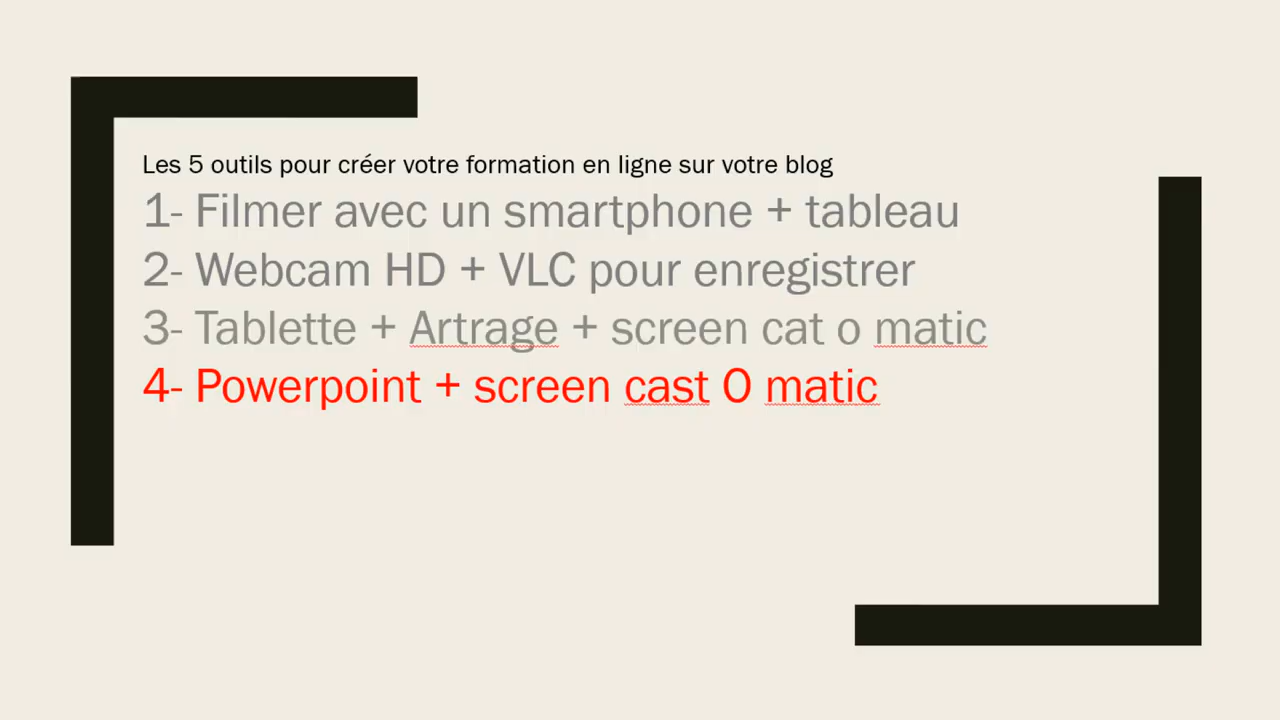 Les 5 outils pour créer votre formation en ligne sur votre blog
1- Filmer avec un smartphone + tableau
2- Webcam HD + VLC pour enregistrer
3- Tablette + Artrage + screen cat o matic
4- Powerpoint + screen cast O matic